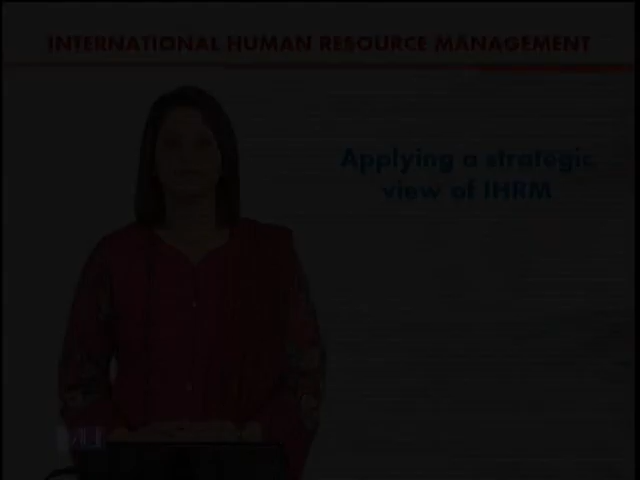 INTERNATIONAL HUMAN RESOURCE MANAGEMENT
Applying a strategic
view of IHRM